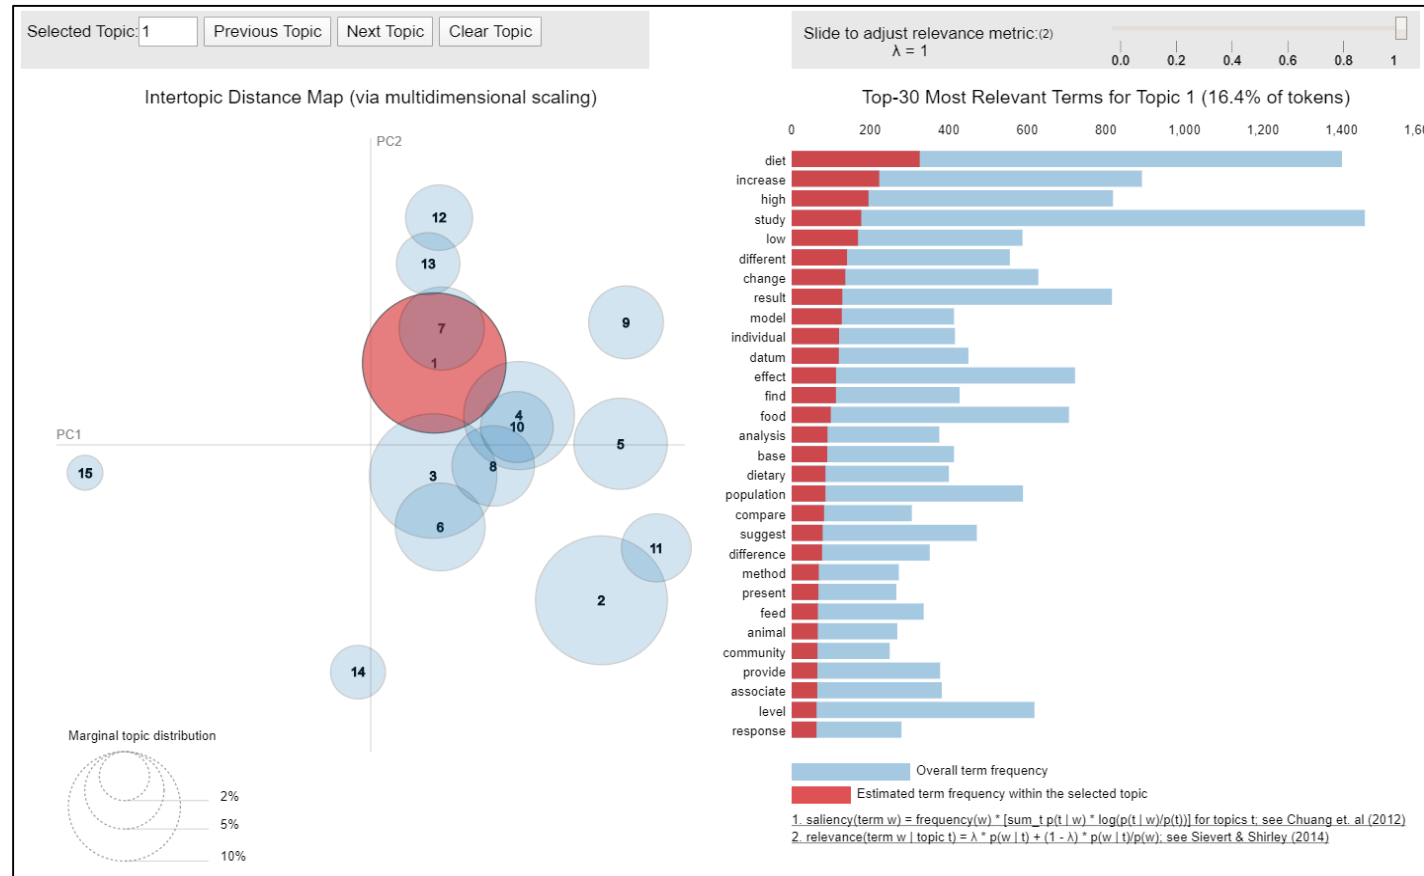 Selected Topic: 1 Previous Topic Next Topic Clear Topic
Slide to adjust relevance metric:(2)
λ = 1
0.0 0.2 0.4 0.6 0.8 1
Intertopic Distance Map (via multidimensional scaling)
PC2
PC1
12
13
7
9
1
4
10
5
8
3
15
6
11
2
14
Marginal topic distribution
2%
5%
10%
Top-30 Most Relevant Terms for Topic 1 (16.4% of tokens)
0 200 400 600 800 1,000 1,200 1,400 1,6
diet
increase
high
study
low
different
change
result
model
individual
datum
effect
find
food
analysis
base
dietary
population
compare
suggest
difference
method
present
feed
animal
community
provide
associate
level
response
Overall term frequency
Estimated term frequency within the selected topic
1. saliency(term w) = frequency(w) * [sum_t p(t | w) * log(p(t | w)/p(t))] for topics t; see Chuang et. al (2012)
2. relevance(term w | topic t) = λ * p(w | t) + (1 - λ) * p(w | t)/p(w); see Sievert & Shirley (2014)